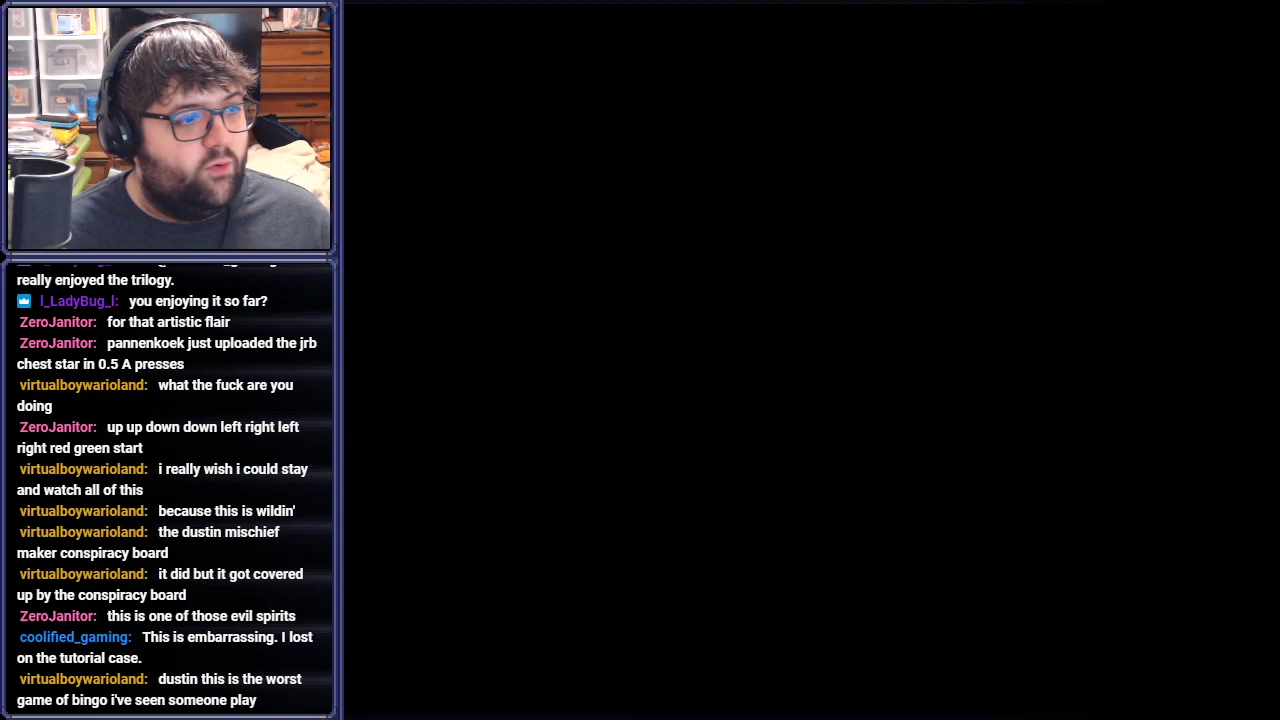 really enjoyed the trilogy.
l_LadyBug_l: you enjoying it so far?
ZeroJanitor: for that artistic flair
ZeroJanitor: pannenkoek just uploaded the jrb
chest star in 0.5 A presses
virtualboywarioland: what the fuck are you
doing
ZeroJanitor: up up down down left right left
right red green start
virtualboywarioland: i really wish i could stay
and watch all of this
virtualboywarioland: because this is wildin'
virtualboywarioland: the dustin mischief
maker conspiracy board
virtualboywarioland: it did but it got covered
up by the conspiracy board
ZeroJanitor: this is one of those evil spirits
coolified_gaming: This is embarrassing. I lost
on the tutorial case.
virtualboywarioland: dustin this is the worst
game of bingo i've seen someone play